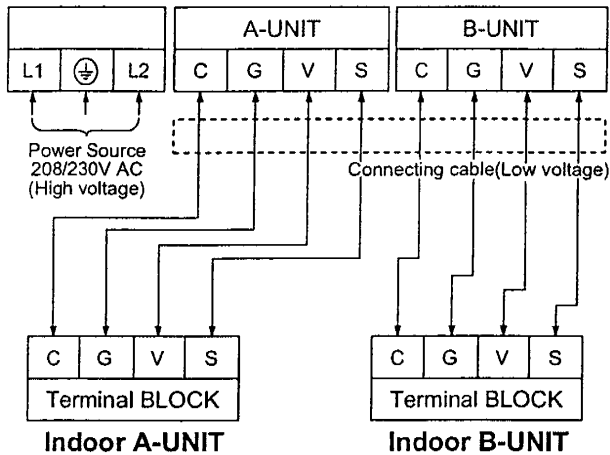 A-UNIT
B-UNIT
L1 ⏚ L2
C G V S
C G V S
Power Source
208/230V AC
(High voltage)
Connecting cable(Low voltage)
C G V S
Terminal BLOCK
Indoor A-UNIT
C G V S
Terminal BLOCK
Indoor B-UNIT